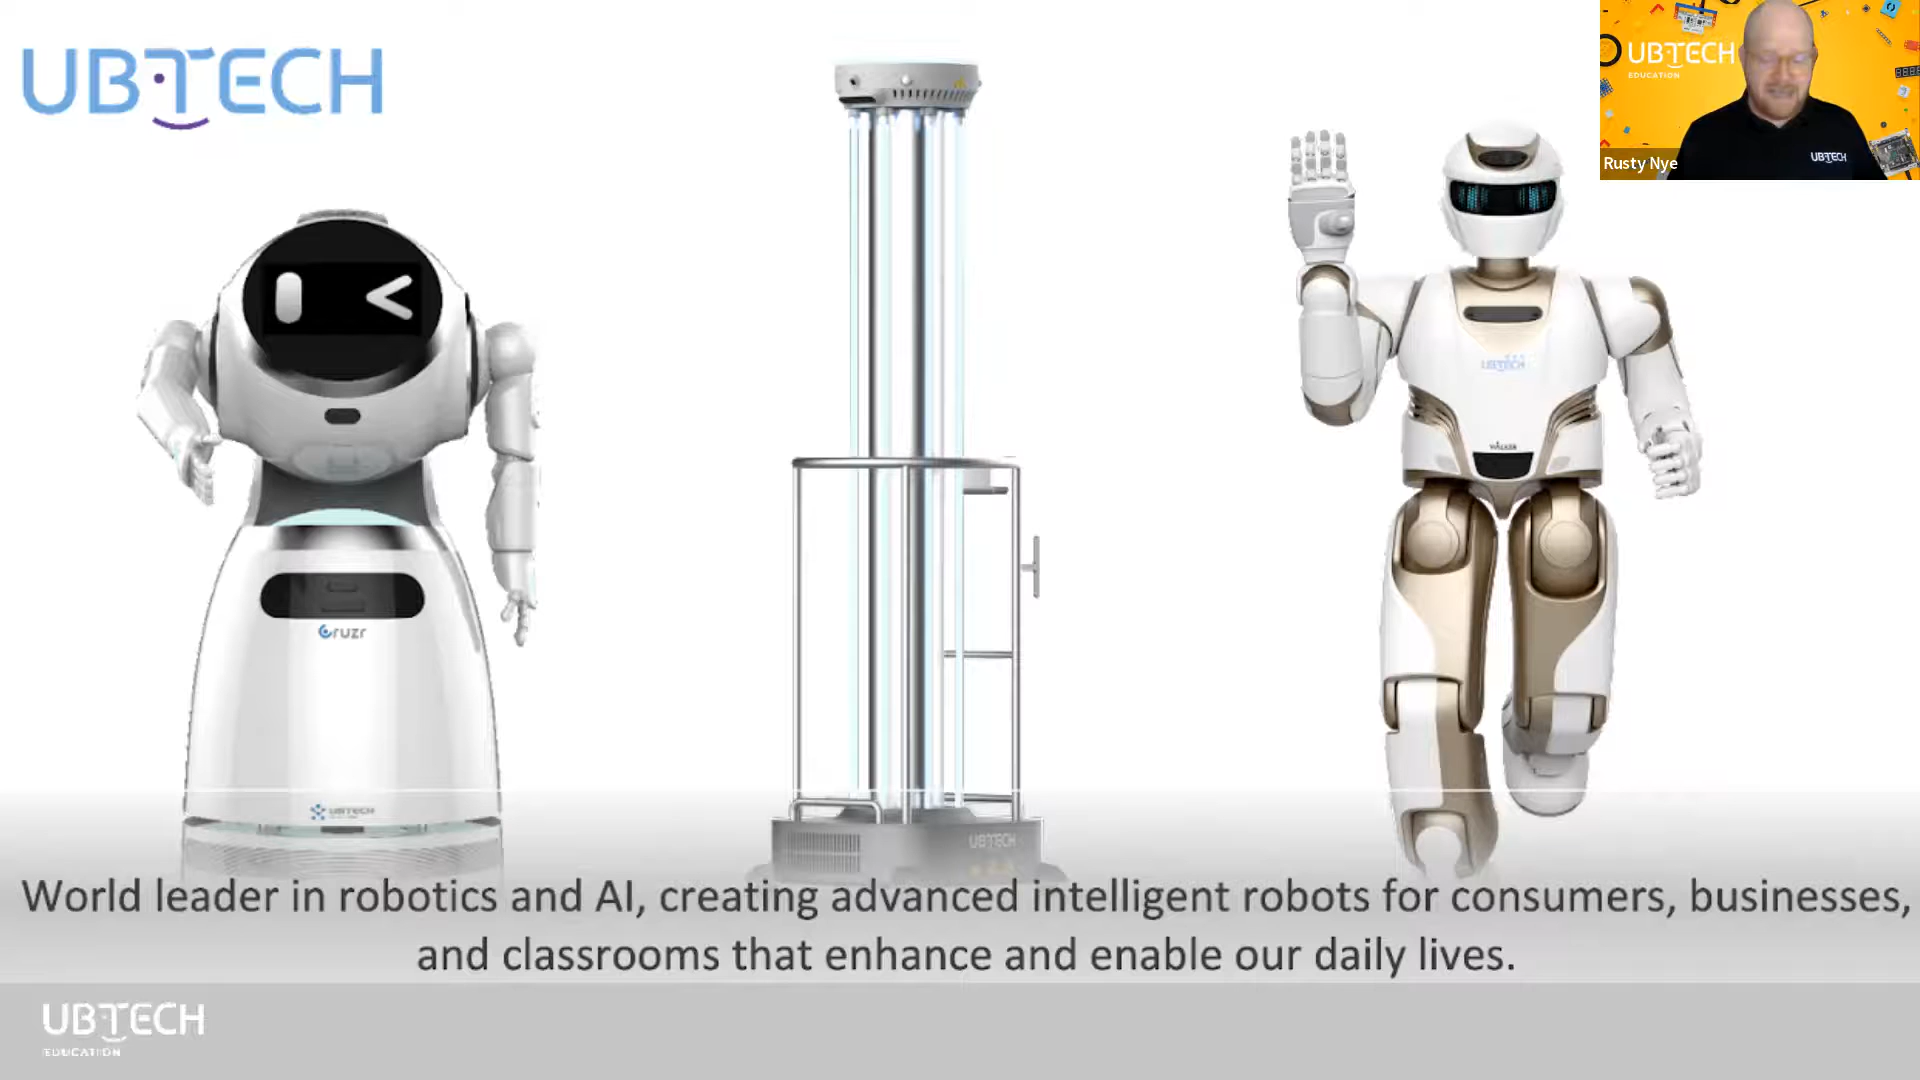 UBTECH
UBTECH
EDUCATION
UBTECH
Rusty Nye
UBTECH
WALKER
Cruzr
UBTECH
UBTECH
World leader in robotics and AI, creating advanced intelligent robots for consumers, businesses,
and classrooms that enhance and enable our daily lives.
UBTECH
EDUCATION